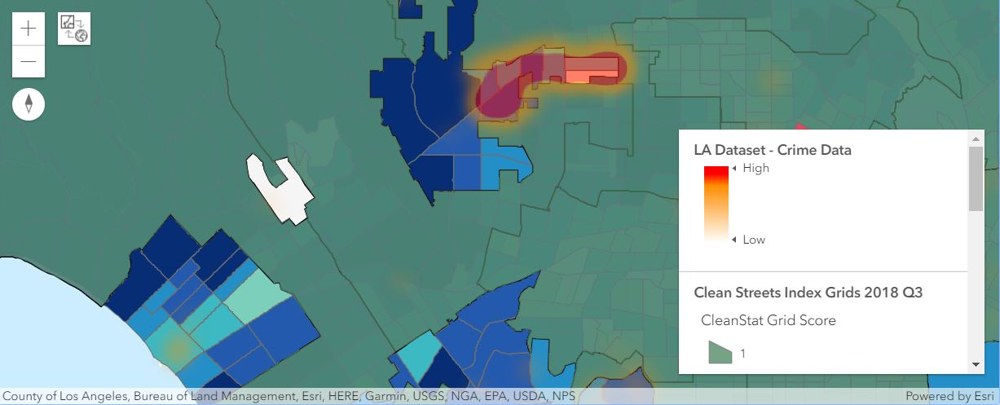 LA Dataset - Crime Data
High
Low
Clean Streets Index Grids 2018 Q3
CleanStat Grid Score
1
County of Los Angeles, Bureau of Land Management, Esri, HERE, Garmin, USGS, NGA, EPA, USDA, NPS
Powered by Esri